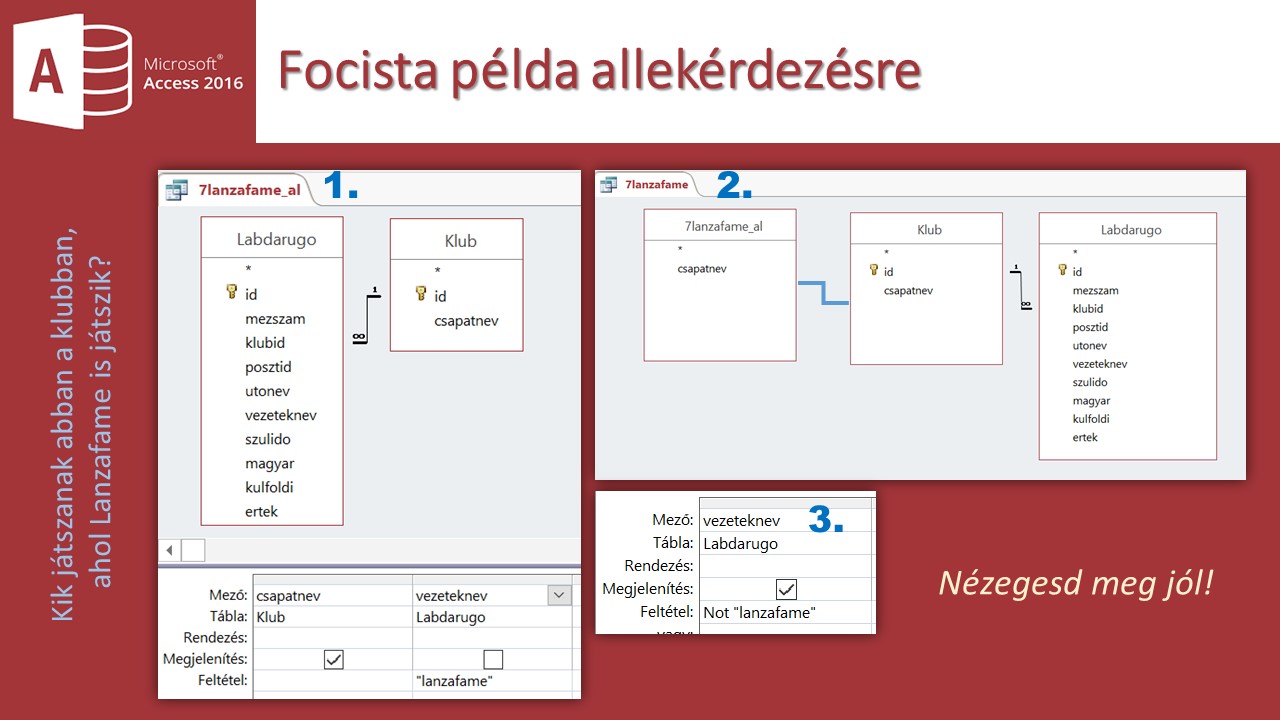 A
Microsoft®
Access 2016
Focista példa allekérdezésre
Kik játszanak abban a klubban,
ahol Lanzafame is játszik?
7lanzafame_al
1.
Labdarugo
*
id
mezszam
klubid
posztid
utonev
vezeteknev
szulido
magyar
kulfoldi
ertek
1
∞
Klub
*
id
csapatnev
Mező: csapatnev vezeteknev
Tábla: Klub Labdarugo
Rendezés:
Megjelenítés:
Feltétel: "lanzafame"
7lanzafame
2.
7lanzafame_al
*
csapatnev
Klub
*
id
csapatnev
1
∞
Labdarugo
*
id
mezszam
klubid
posztid
utonev
vezeteknev
szulido
magyar
kulfoldi
ertek
3.
Mező: vezeteknev
Tábla: Labdarugo
Rendezés:
Megjelenítés:
Feltétel: Not "lanzafame"
vagy:
Nézegesd meg jól!